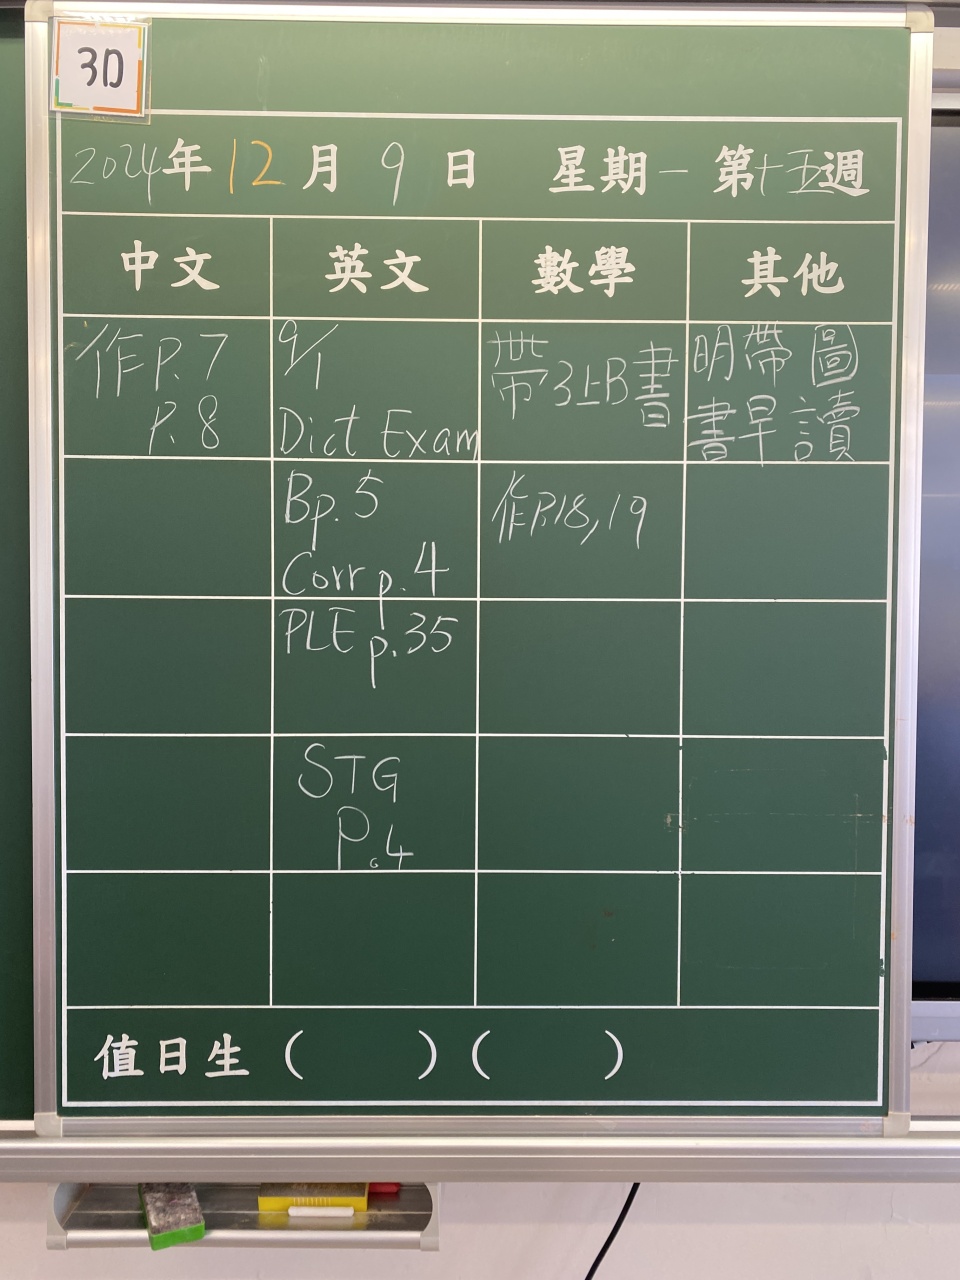 3D
2024年12月9日 星期一 第十五週
中文 英文 數學 其他
作P.7
P.8
9/1
Dict Exam
帶3上B書
明帶圖
書早讀
Bp.5
Corr p.4
作P.18,19
PLE p.35
STG
P.4
值日生 ( ) ( )